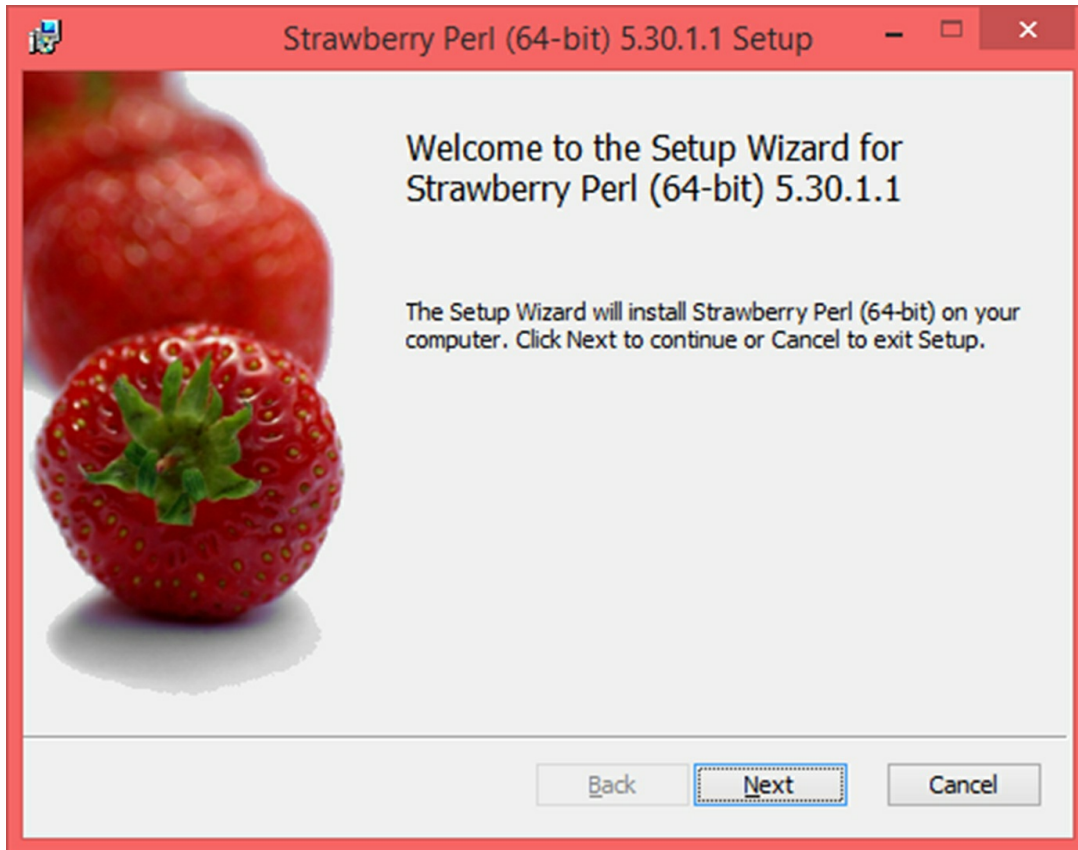 Strawberry Perl (64-bit) 5.30.1.1 Setup
Welcome to the Setup Wizard for
Strawberry Perl (64-bit) 5.30.1.1
The Setup Wizard will install Strawberry Perl (64-bit) on your
computer. Click Next to continue or Cancel to exit Setup.
Back
Next
Cancel